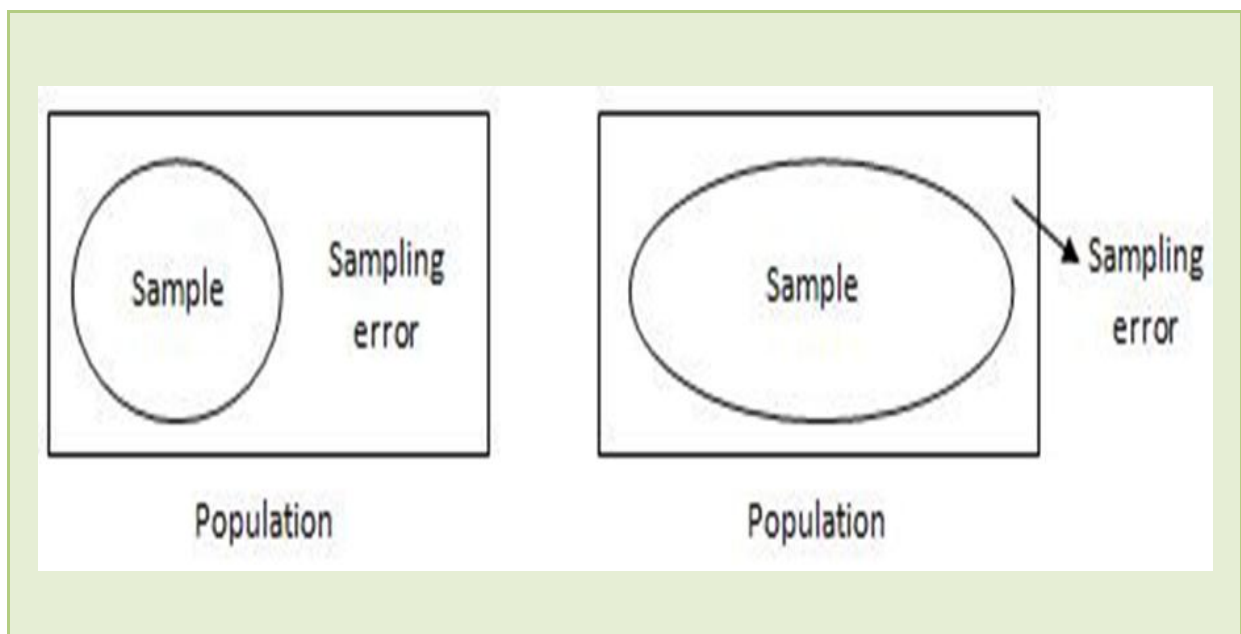 Sample
Sampling
error
Population
Sample
Sampling
error
Population